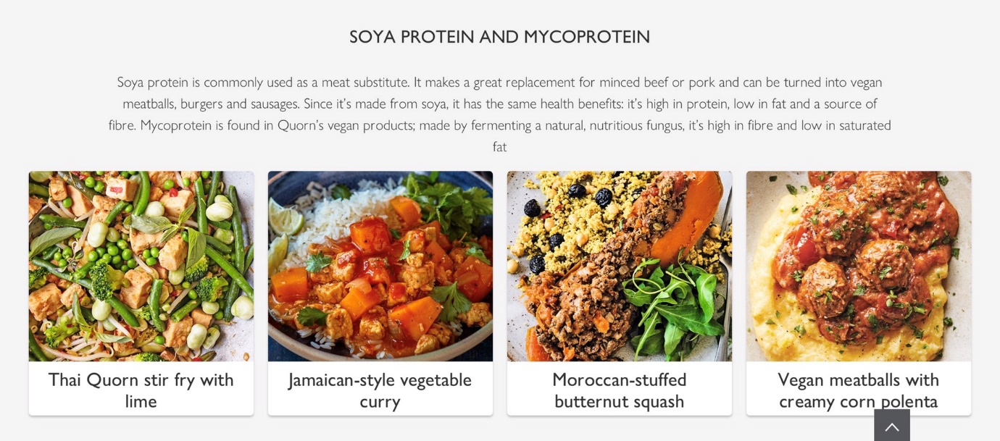 SOYA PROTEIN AND MYCOPROTEIN
Soya protein is commonly used as a meat substitute. It makes a great replacement for minced beef or pork and can be turned into vegan
meatballs, burgers and sausages. Since it's made from soya, it has the same health benefits: it's high in protein, low in fat and a source of
fibre. Mycoprotein is found in Quorn's vegan products; made by fermenting a natural, nutritious fungus, it's high in fibre and low in saturated
fat
Thai Quorn stir fry with
lime
Jamaican-style vegetable
curry
Moroccan-stuffed
butternut squash
Vegan meatballs with
creamy corn polenta